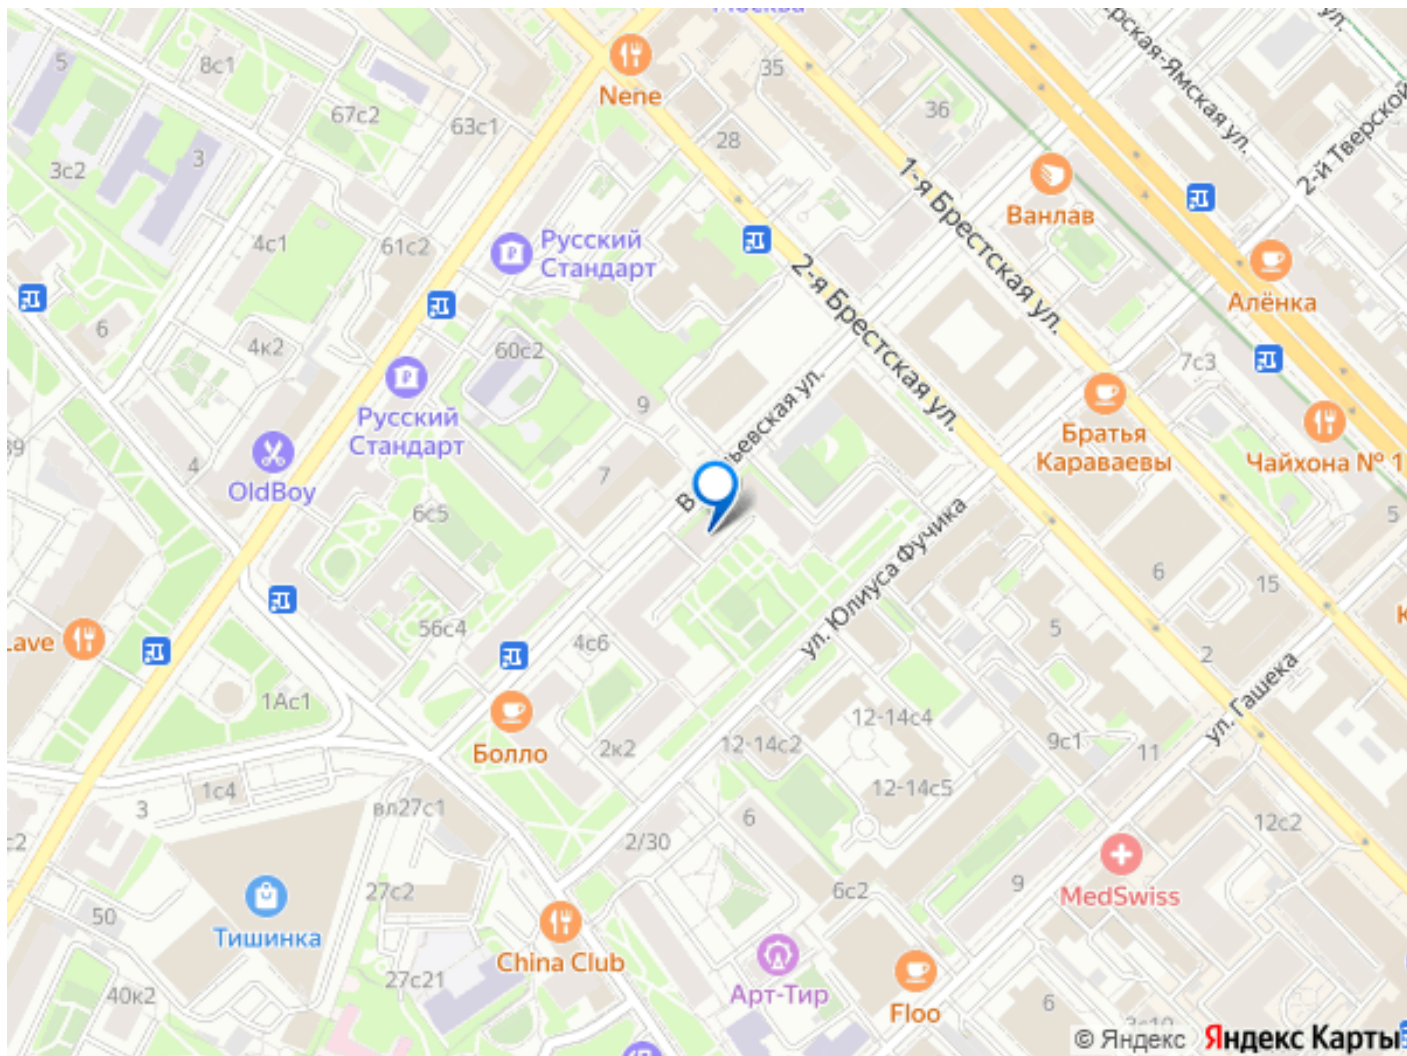 5
8с1
67с2
63с1
Nene
35
28
36
3с2
3
1-я Брестская ул.
Ванлав
2-й Тверской
Русский
Стандарт
4с1
61с2
2-я Брестская ул.
Алёнка
6
4к2
60с2
7с3
Русский
Стандарт
9
Братья
Караваевы
Чайхона № 1
4
OldBoy
7
6с5
5
ул. Юлиуса Фучика
6
15
56с4
4с6
5
2
ул. Гашека
1Ас1
Болло
2к2
12-14с4
12-14с2
9с1
11
12-14с5
1с4
3
вл27с1
6
2/30
12с2
27с2
6с2
9
MedSwiss
50
Тишинка
China Club
27с21
Арт-Тир
40к2
Floo
6
© Яндекс Яндекс Карты